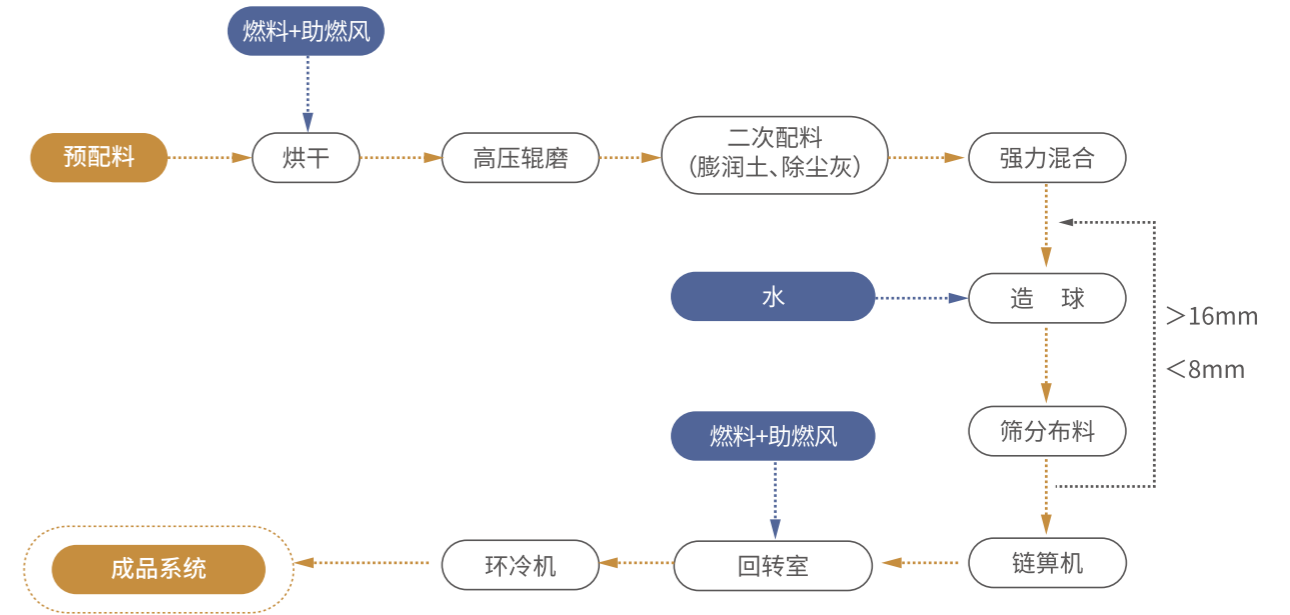 燃料+助燃风
预配料
烘干
高压辊磨
二次配料
（膨润土、除尘灰）
强力混合
水
造 球
＞16mm
＜8mm
燃料+助燃风
筛分布料
成品系统
环冷机
回转室
链箅机